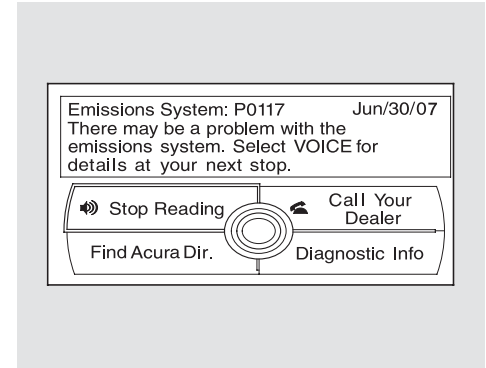 Emissions System: P0117 Jun/30/07
There may be a problem with the
emissions system. Select VOICE for
details at your next stop.
Stop Reading
Call Your
Dealer
Find Acura Dir.
Diagnostic Info